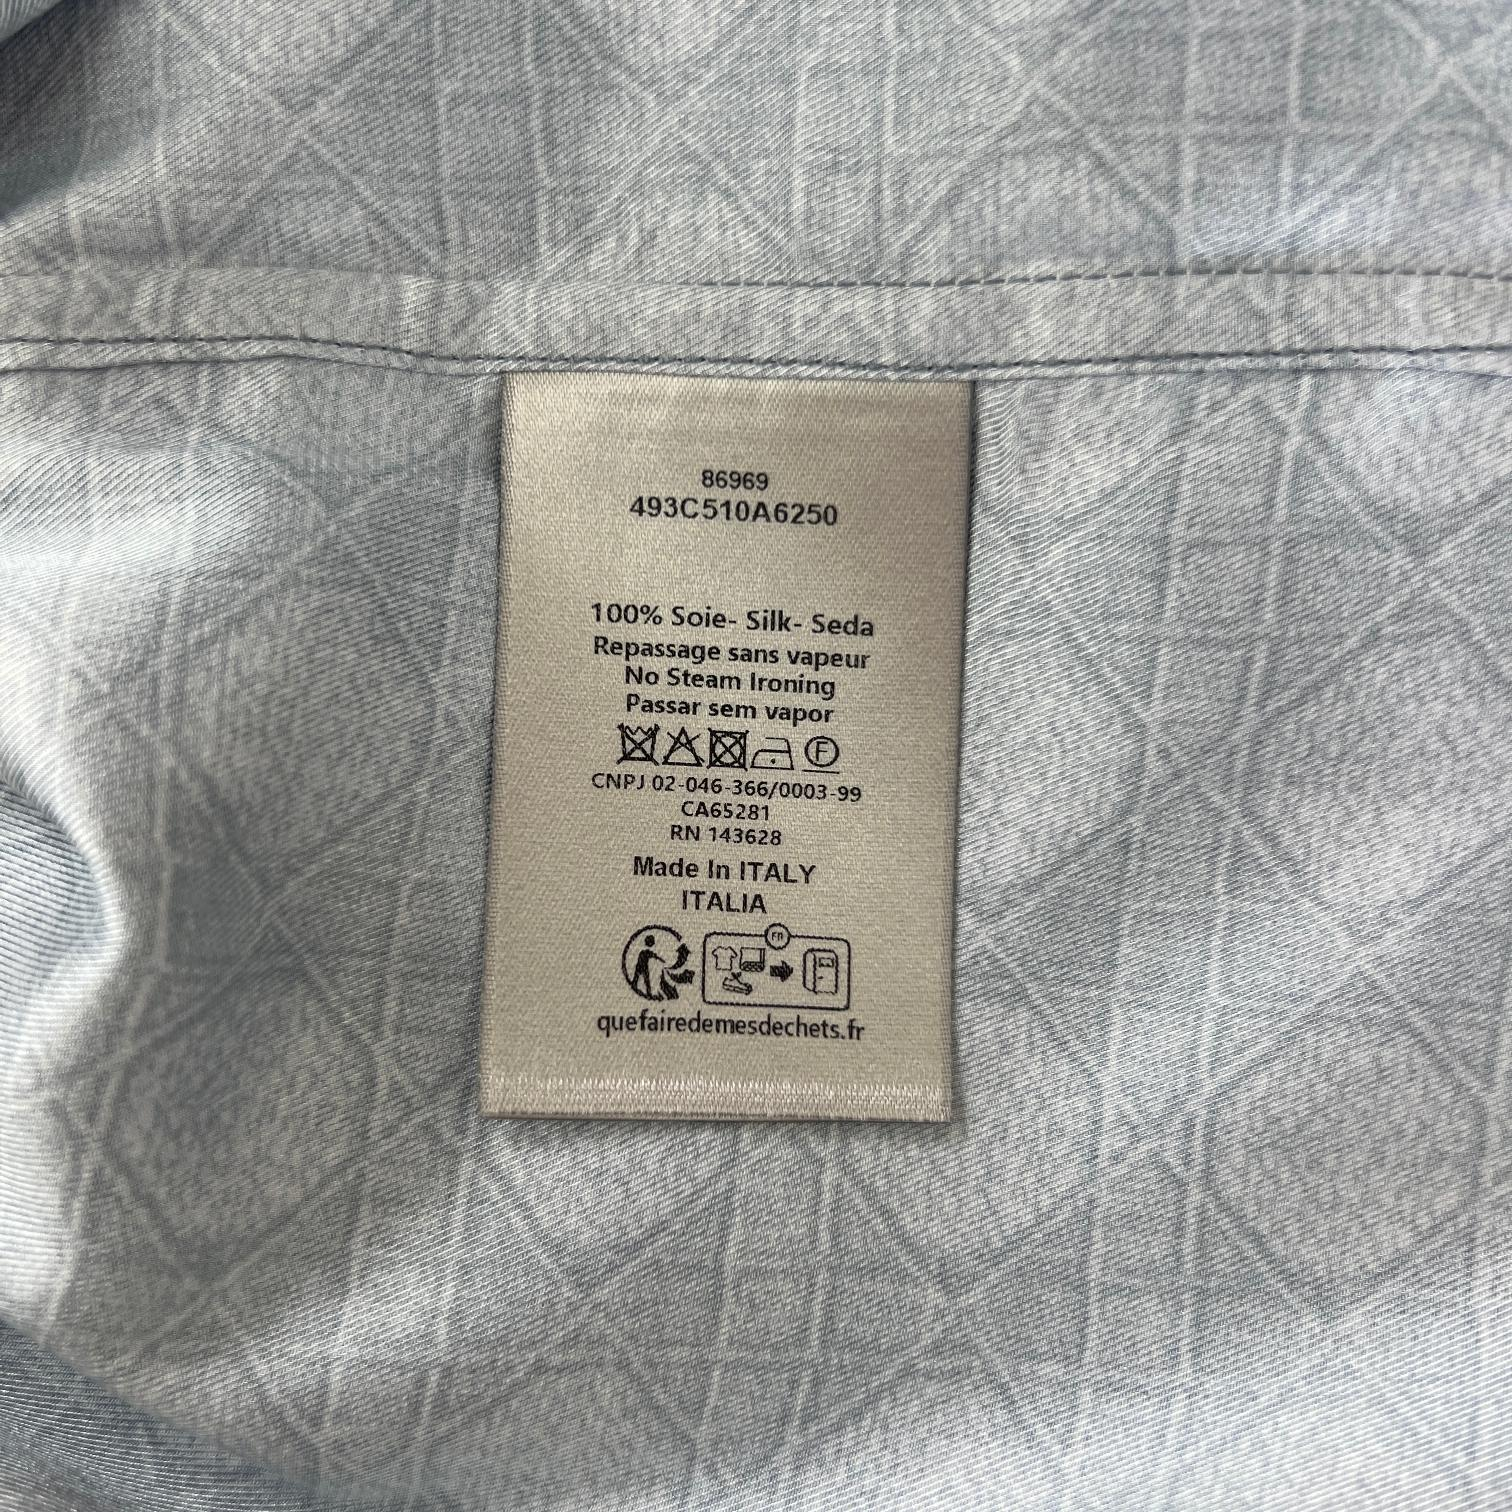 86969
493C510A6250
100% Soie- Silk- Seda
Repassage sans vapeur
No Steam Ironing
Passar sem vapor
F
CNPJ 02-046-366/0003-99
CA65281
RN 143628
Made In ITALY
ITALIA
FR
quefairedemesdechets.fr